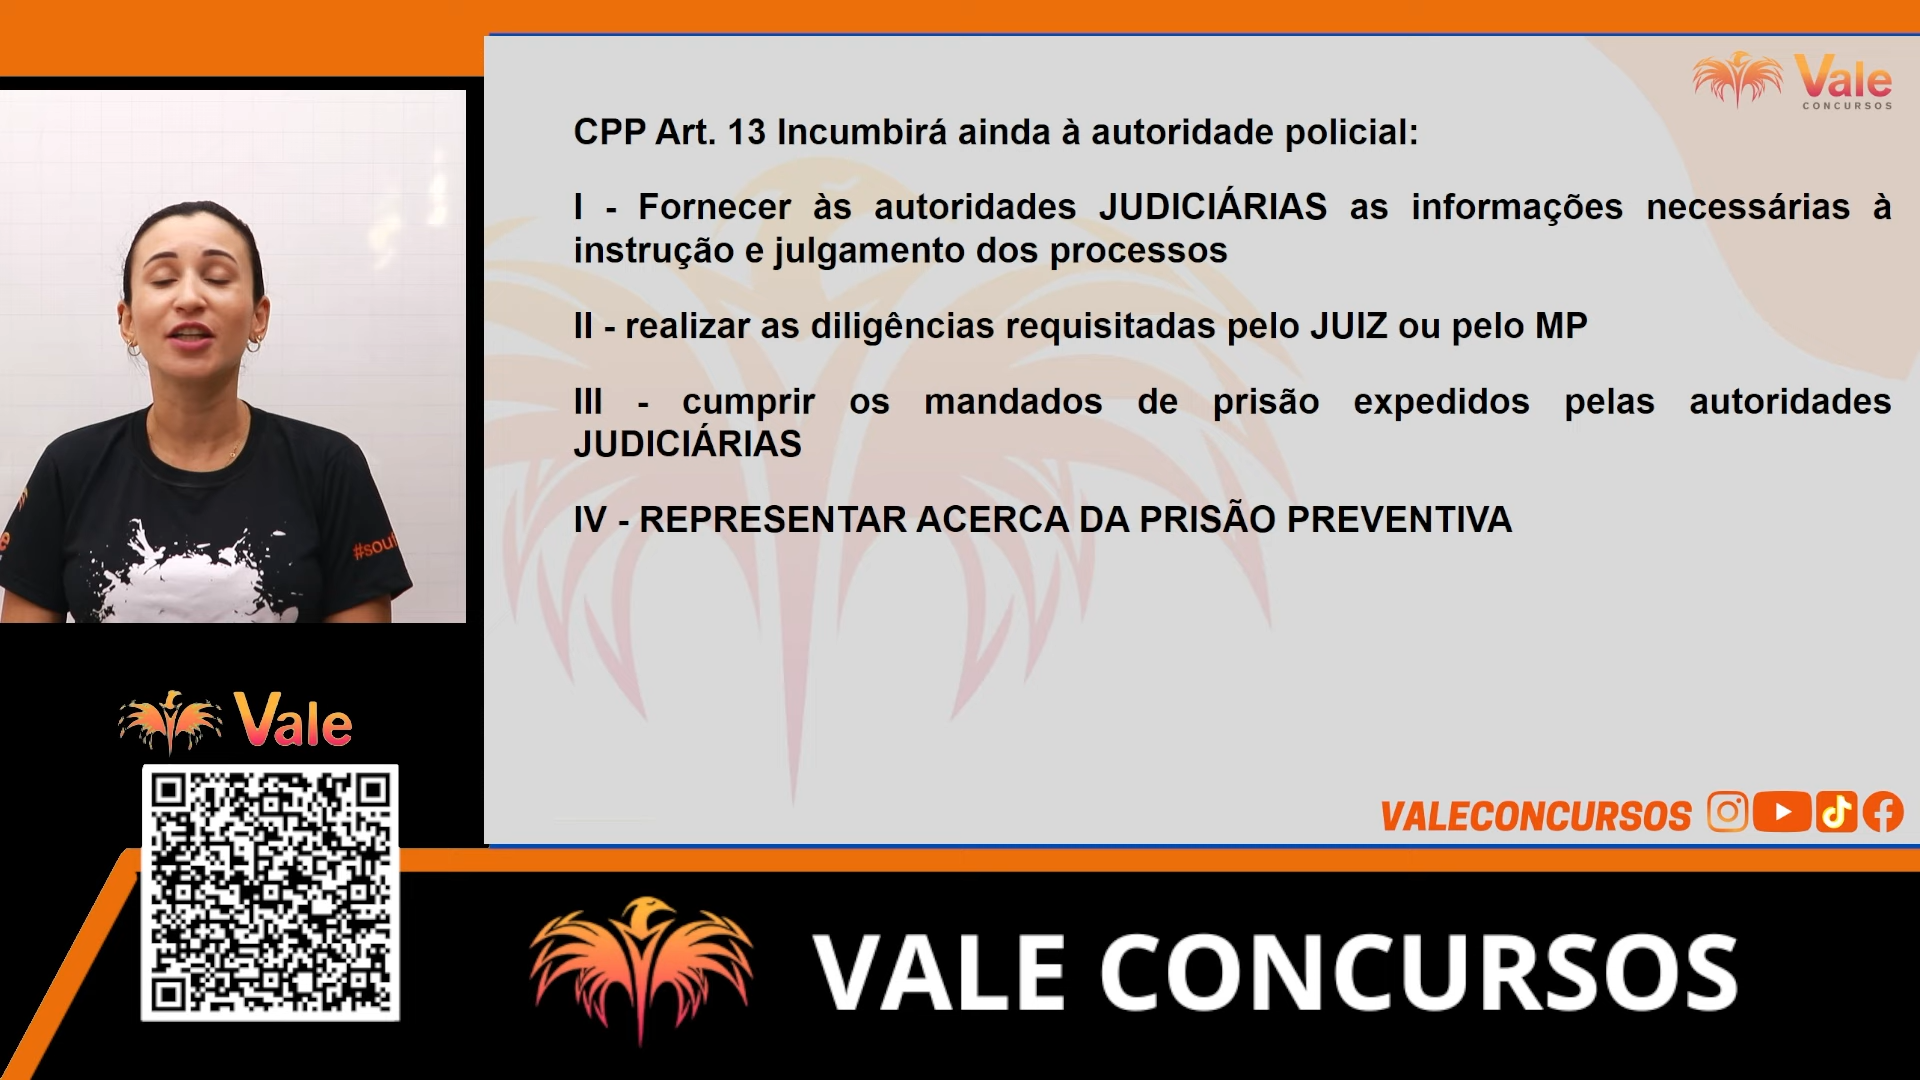 Vale
CONCURSOS
CPP Art. 13 Incumbirá ainda à autoridade policial:
I - Fornecer às autoridades JUDICIÁRIAS as informações necessárias à
instrução e julgamento dos processos
II - realizar as diligências requisitadas pelo JUIZ ou pelo MP
III - cumprir os mandados de prisão expedidos pelas autoridades
JUDICIÁRIAS
IV - REPRESENTAR ACERCA DA PRISÃO PREVENTIVA
#sou
Vale
VALECONCURSOS
VALE CONCURSOS